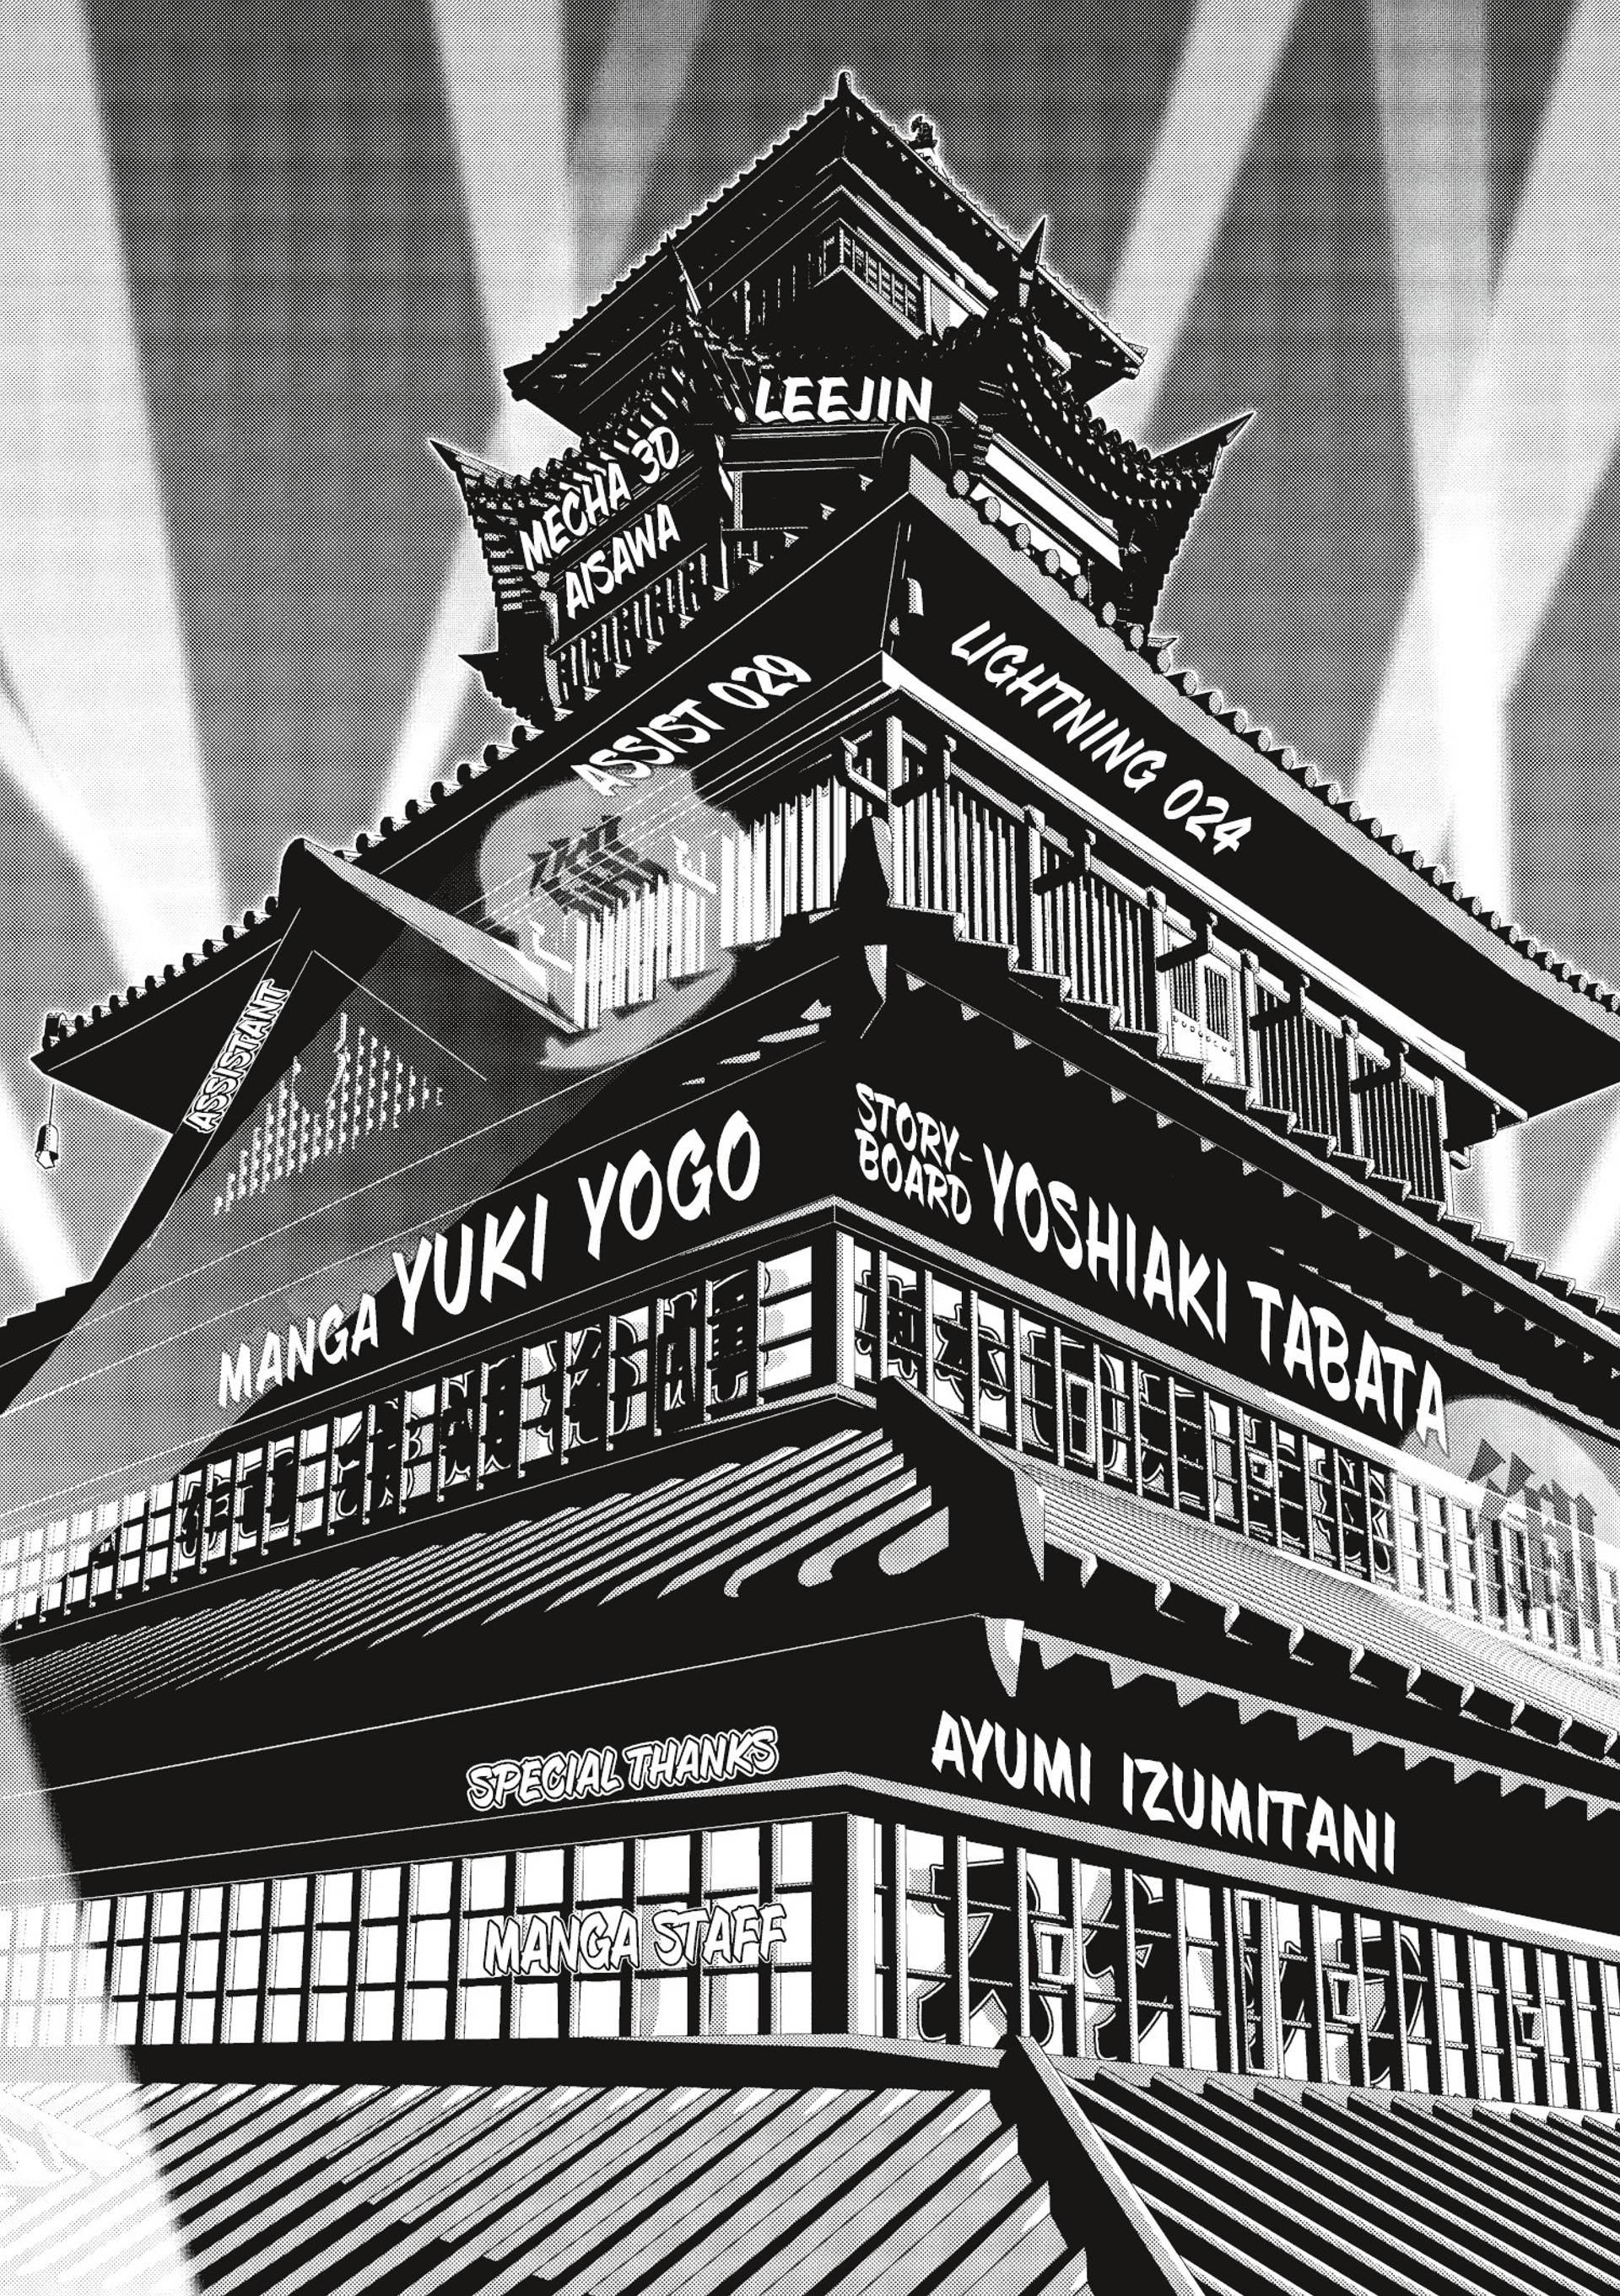 LEEJIN
MECHA 3D
AISAWA
ASSIST 029
LIGHTNING 024
ASSISTANT
MANGA YUKI YOGO
STORY-
BOARD YOSHIAKI TABATA
SPECIAL THANKS
AYUMI IZUMITANI
MANGA STAFF